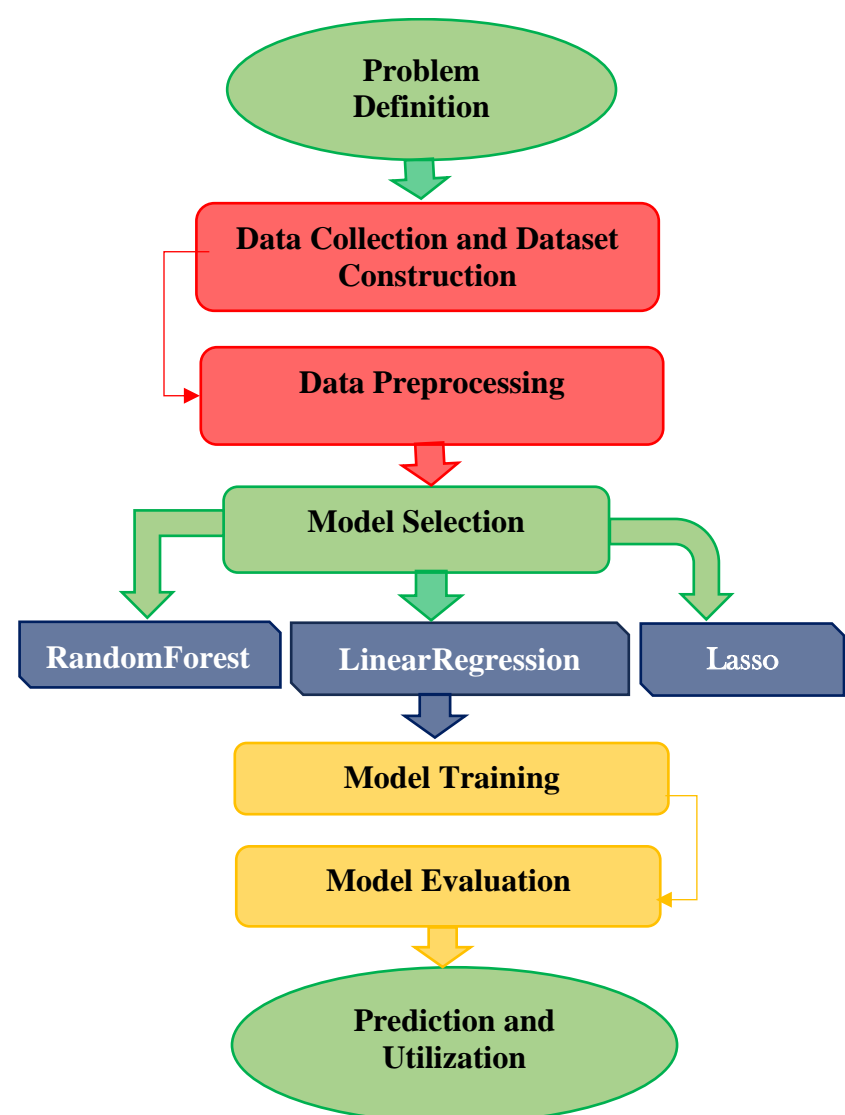 Problem
Definition
Data Collection and Dataset
Construction
Data Preprocessing
Model Selection
RandomForest
LinearRegression
Lasso
Model Training
Model Evaluation
Prediction and
Utilization